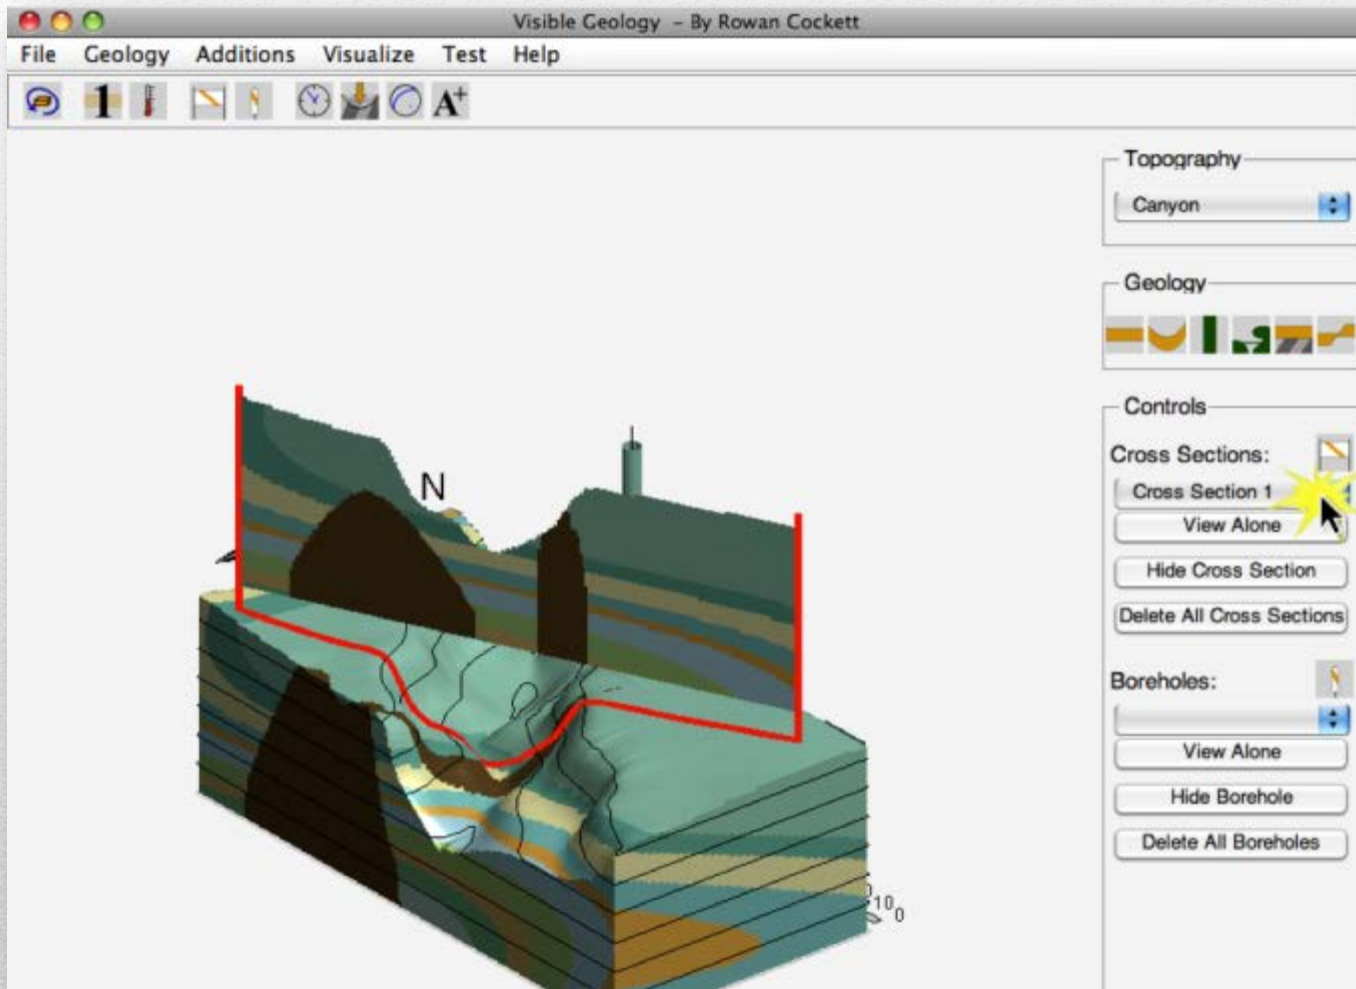 Visible Geology - By Rowan Cockett
File Geology Additions Visualize Test Help
1 A+
Topography
Canyon
Geology
Controls
Cross Sections:
Cross Section 1
View Alone
Hide Cross Section
Delete All Cross Sections
Boreholes:
View Alone
Hide Borehole
Delete All Boreholes
N
10
0